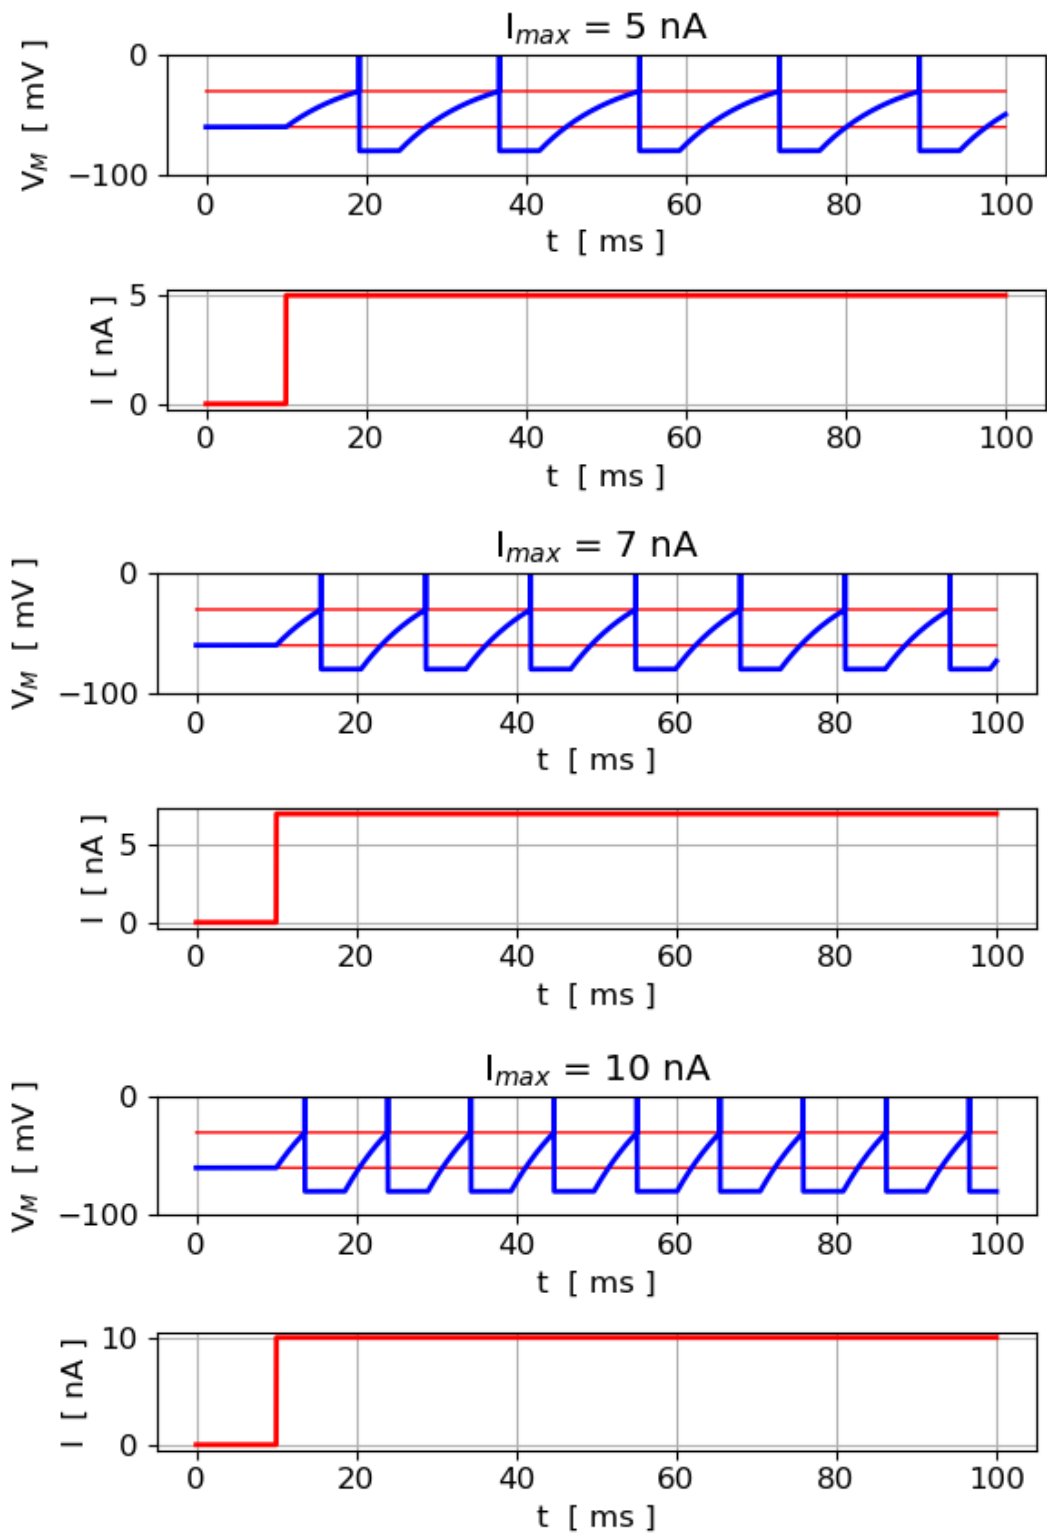 I_max = 5 nA
V_M [ mV ]
0
−100
0 20 40 60 80 100
t [ ms ]
I [ nA ]
5
0
0 20 40 60 80 100
t [ ms ]
I_max = 7 nA
V_M [ mV ]
0
−100
0 20 40 60 80 100
t [ ms ]
I [ nA ]
5
0
0 20 40 60 80 100
t [ ms ]
I_max = 10 nA
V_M [ mV ]
0
−100
0 20 40 60 80 100
t [ ms ]
I [ nA ]
10
0
0 20 40 60 80 100
t [ ms ]